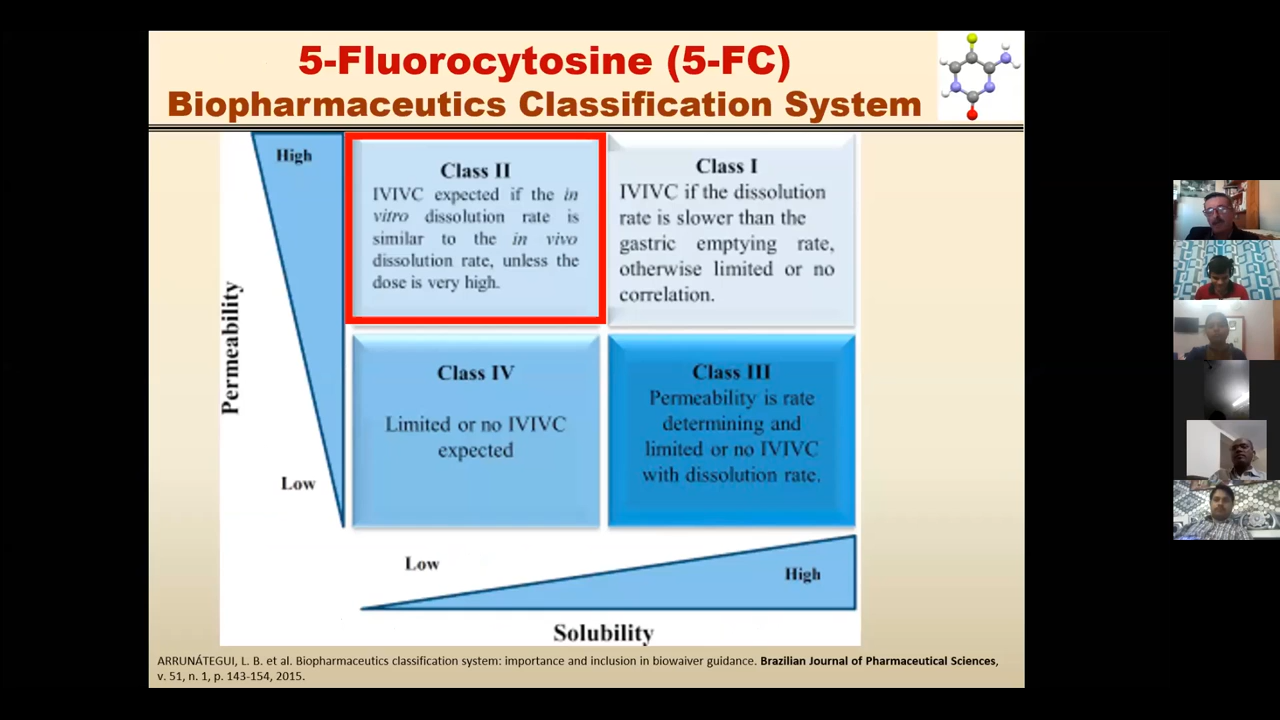 5-Fluorocytosine (5-FC)
Biopharmaceutics Classification System
High
Low
Permeability
Class II
IVIVC expected if the in
vitro dissolution rate is
similar to the in vivo
dissolution rate, unless the
dose is very high.
Class I
IVIVC if the dissolution
rate is slower than the
gastric emptying rate,
otherwise limited or no
correlation.
Class IV
Limited or no IVIVC
expected
Class III
Permeability is rate
determining and
limited or no IVIVC
with dissolution rate.
Low
High
Solubility
ARRUNÁTEGUI, L. B. et al. Biopharmaceutics classification system: importance and inclusion in biowaiver guidance. Brazilian Journal of Pharmaceutical Sciences,
v. 51, n. 1, p. 143-154, 2015.